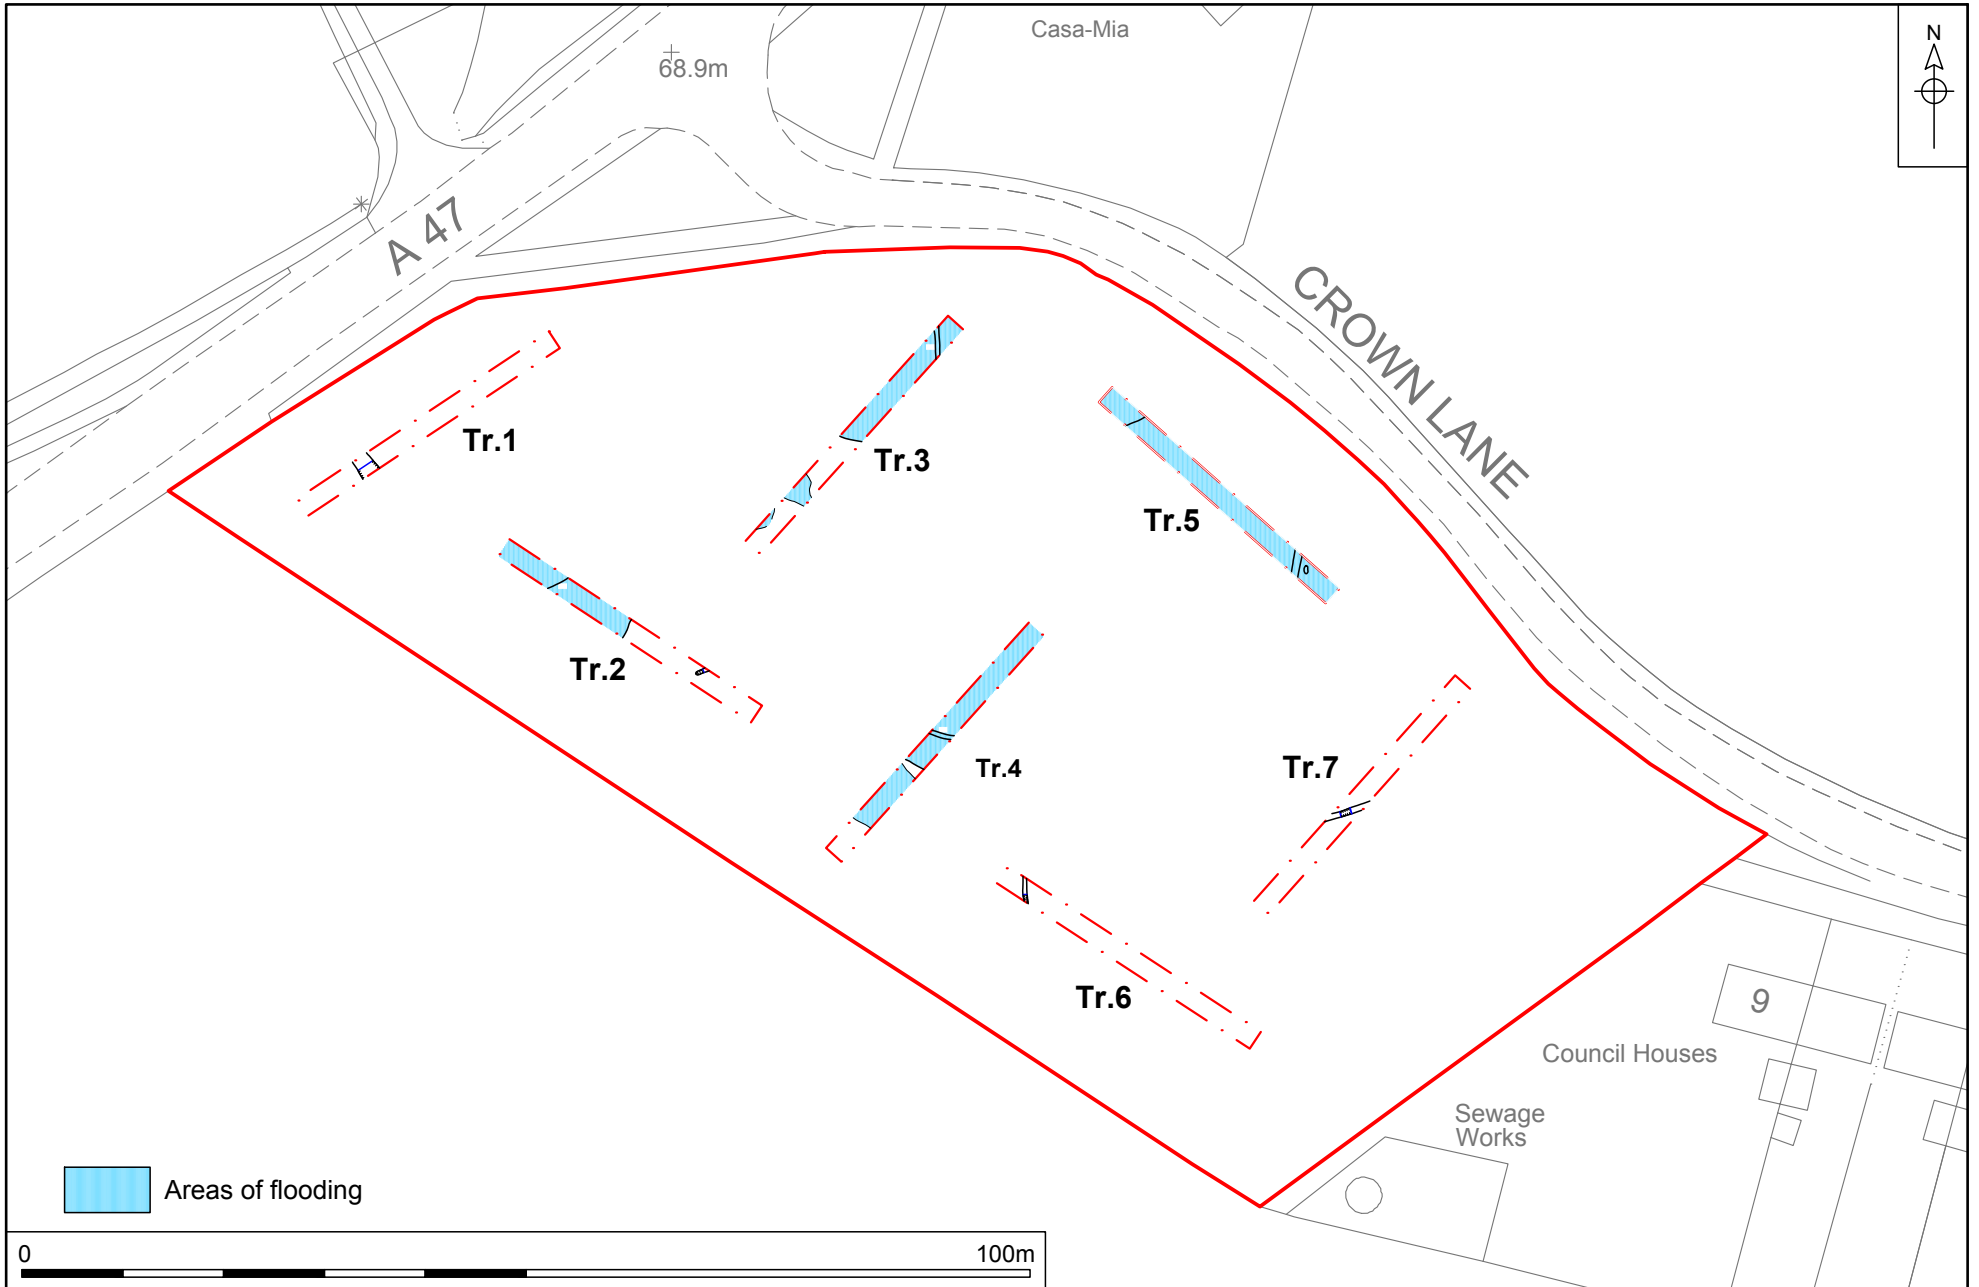 Casa-Mia
N
68.9m
A 47
CROWN LANE
Tr.1
Tr.3
Tr.5
Tr.2
Tr.4
Tr.7
Tr.6
9
Council Houses
Sewage
Works
Areas of flooding
0
100m